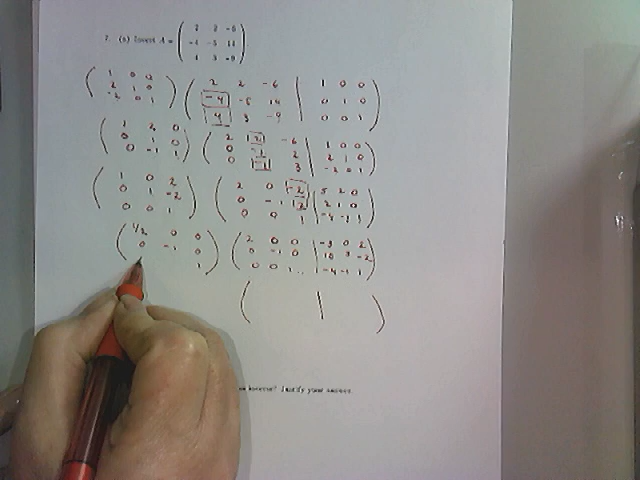 7. (a) Invert A = ( 2 2 -6
-4 -5 14
4 3 -9 )
( 1 0 0 ) ( 2 2 -6 | 1 0 0 )
( 2 1 0 ) ( -4 -5 14 | 0 1 0 )
( -2 0 1 ) ( 4 3 -9 | 0 0 1 )
( 1 2 0 ) ( 2 2 -6 | 1 0 0 )
( 0 0 ) ( 0 -1 2 | 2 1 0 )
( 0 -1 1 ) ( 0 -1 3 | -2 0 1 )
( 1 0 2 ) ( 2 0 -2 | 5 2 0 )
( 0 1 -2 ) ( 0 -1 2 | 2 1 0 )
( 0 0 1 ) ( 0 0 1 | -4 -1 1 )
( 1/2 0 0 ) ( 2 0 0 | -3 0 2 )
( 0 -1 0 ) ( 0 -1 0 | 10 3 -2 )
( 1 ) ( 0 0 1 | -4 -1 1 )
( | )
inverse? Justify your answer.